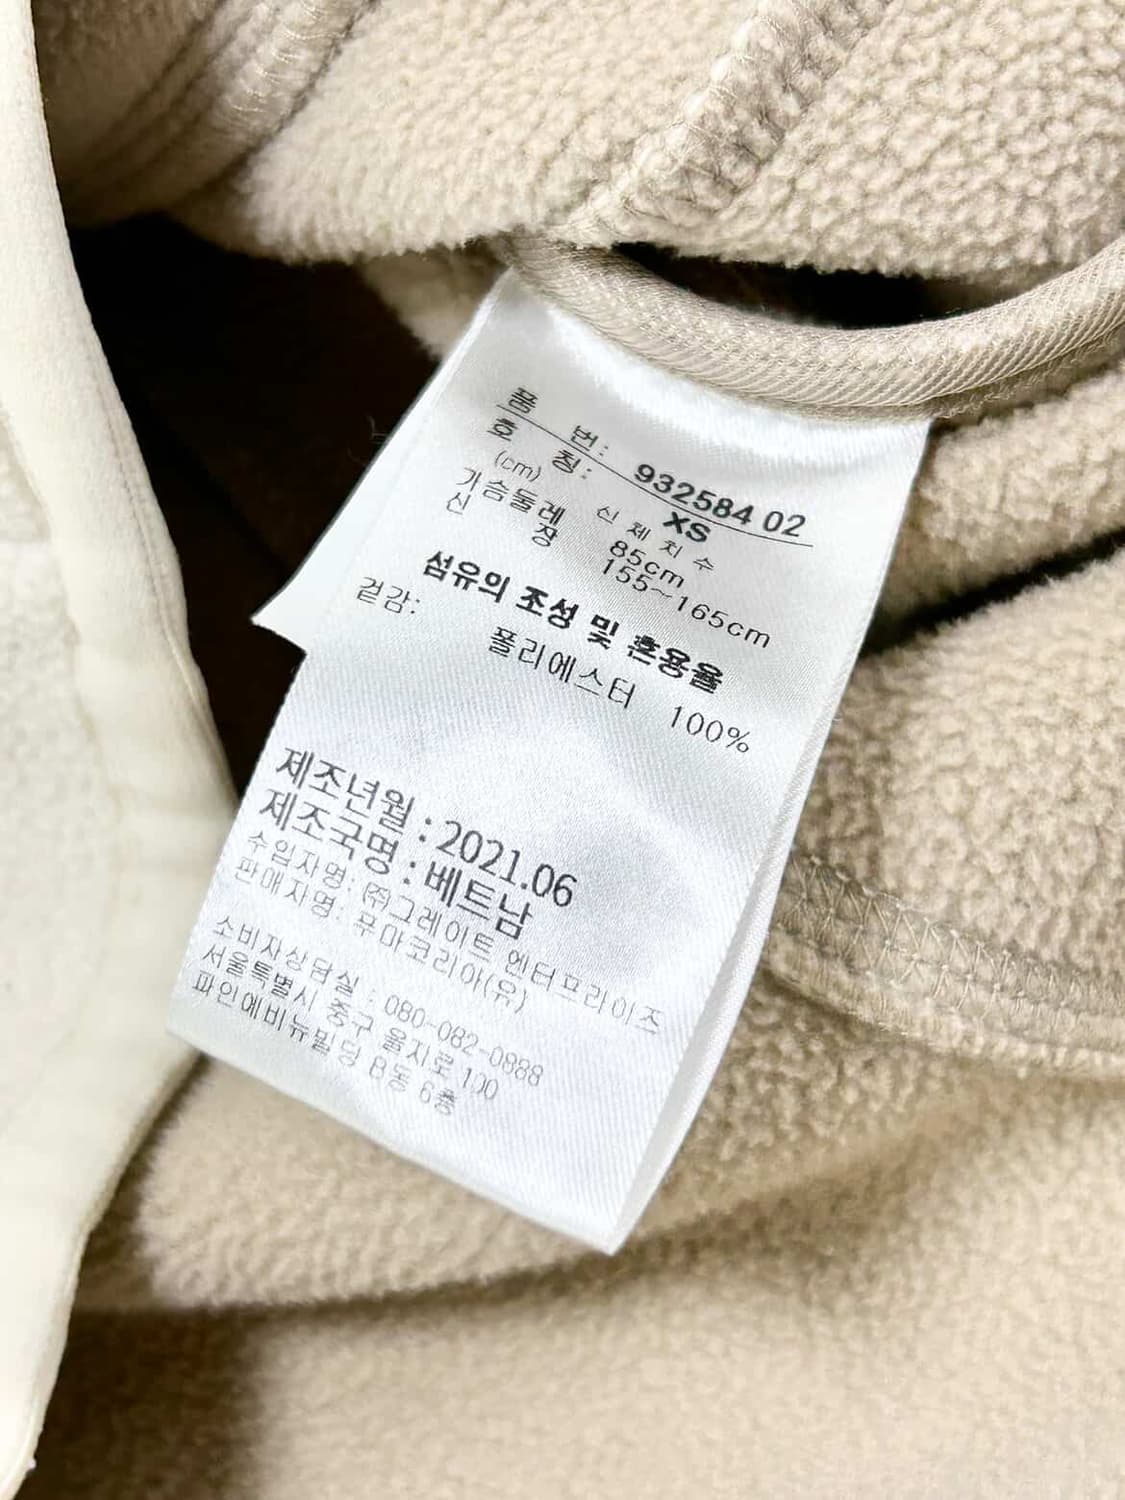 품 번: 932584 02
호 칭: XS
(cm) 신 체 치 수
가슴둘레 85cm
신 장 155~165cm
섬유의 조성 및 혼용율
겉감:
폴리에스터 100%
제조년월 : 2021.06
제조국명 : 베트남
수입자명: ㈜그레이트 엔터프라이즈
판매자명: 푸마코리아(유)
소비자상담실 : 080-082-0888
서울특별시 중구 을지로 100
파인에비뉴빌딩 B동 6층